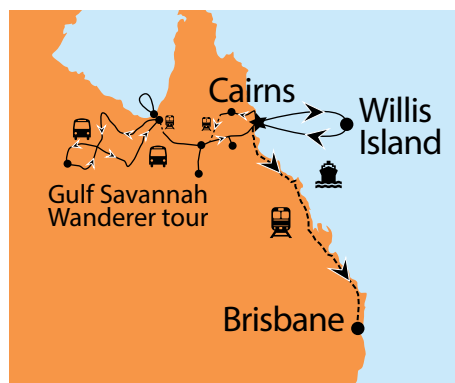 Cairns
Willis
Island
Gulf Savannah
Wanderer tour
Brisbane